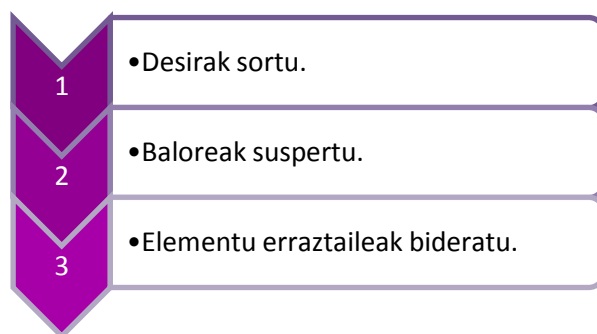 1
•Desirak sortu.
2
•Baloreak suspertu.
3
•Elementu erraztaileak bideratu.